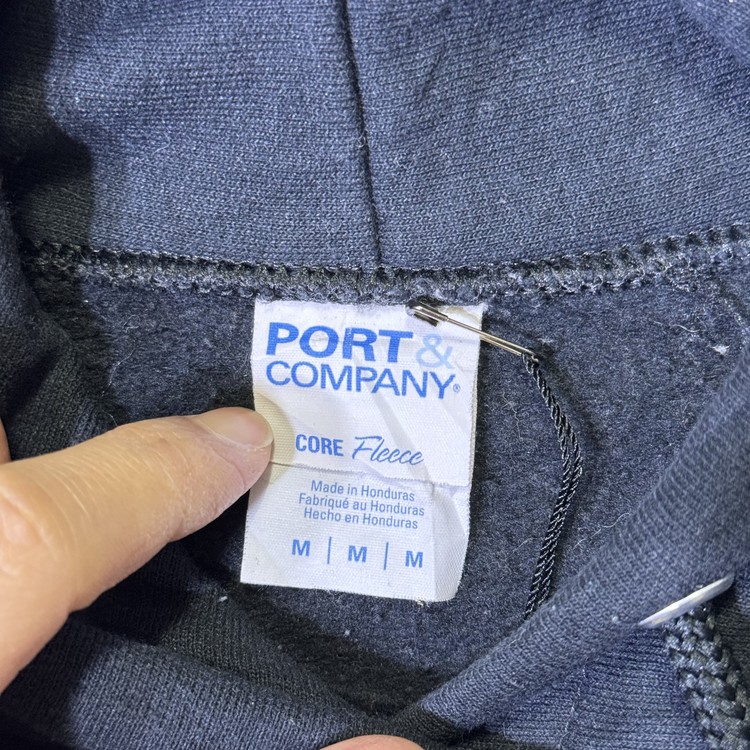 PORT &
COMPANY®
CORE Fleece
Made in Honduras
Fabriqué au Honduras
Hecho en Honduras
M | M | M